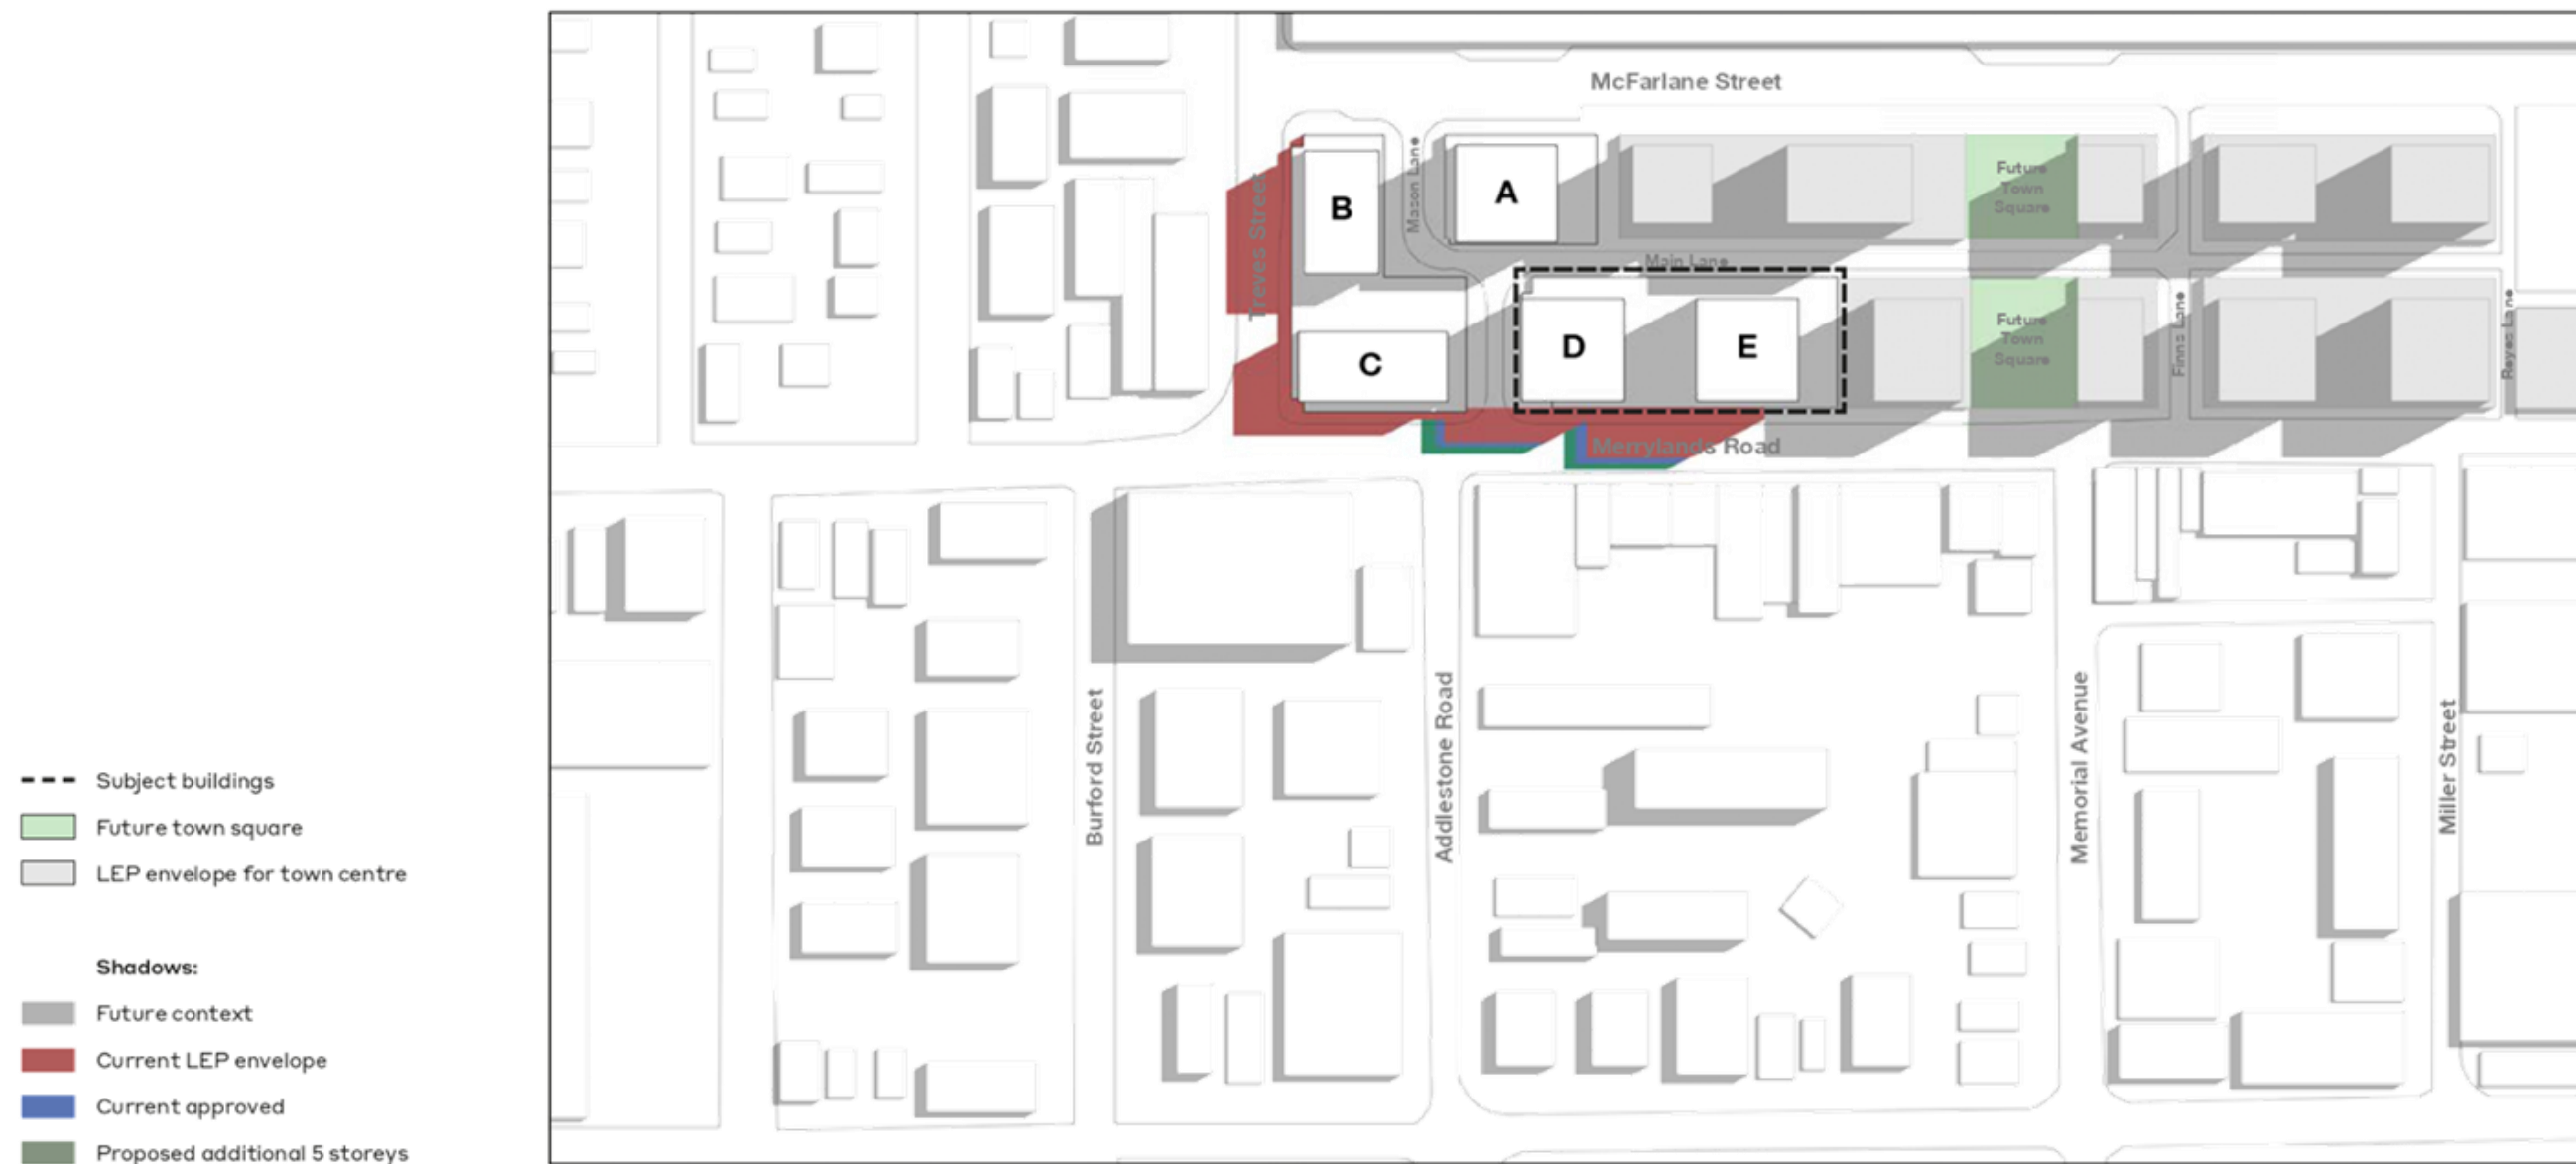 McFarlane Street
Treves Street
B
Mason Lane
A
Future
Town
Square
Main Lane
C
D
E
Future
Town
Square
Finns Lane
Reyes Lane
Merrylands Road
Burford Street
Addlestone Road
Memorial Avenue
Miller Street
Subject buildings
Future town square
LEP envelope for town centre
Shadows:
Future context
Current LEP envelope
Current approved
Proposed additional 5 storeys